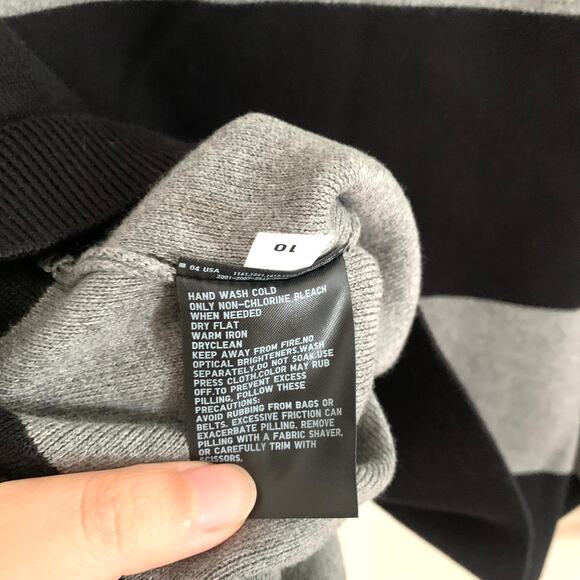 10
04 USA
HAND WASH COLD
ONLY NON-CHLORINE BLEACH
WHEN NEEDED
DRY FLAT
WARM IRON
DRYCLEAN
KEEP AWAY FROM FIRE.NO
OPTICAL BRIGHTENERS.WASH
SEPARATELY.DO NOT SOAK.USE
PRESS CLOTH.COLOR MAY RUB
OFF.TO PREVENT EXCESS
PILLING, FOLLOW THESE
PRECAUTIONS:
AVOID RUBBING FROM BAGS OR
BELTS. EXCESSIVE FRICTION CAN
EXACERBATE PILLING. REMOVE
PILLING WITH A FABRIC SHAVER,
OR CAREFULLY TRIM WITH
SCISSORS.